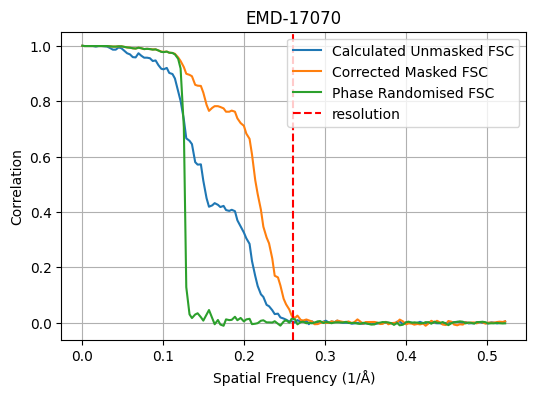 EMD-17070
Calculated Unmasked FSC
Corrected Masked FSC
Phase Randomised FSC
resolution
Correlation
1.0
0.8
0.6
0.4
0.2
0.0
0.0 0.1 0.2 0.3 0.4 0.5
Spatial Frequency (1/Å)